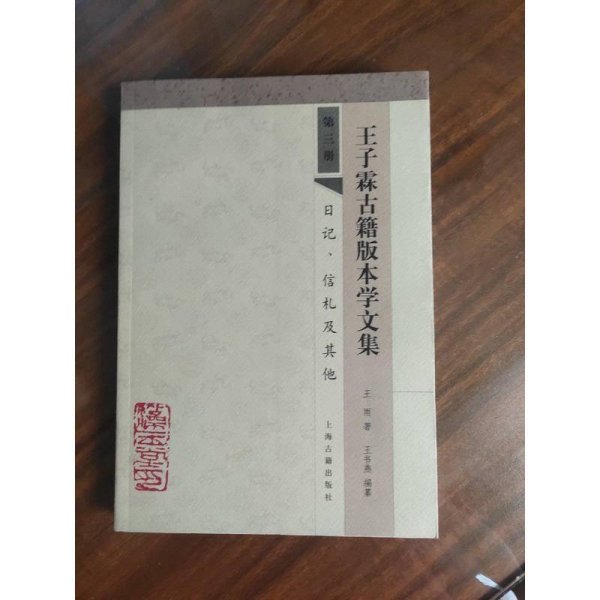 王子霖古籍版本学文集
王雨著 王书燕编纂
第三册
日记、信札及其他
上海古籍出版社